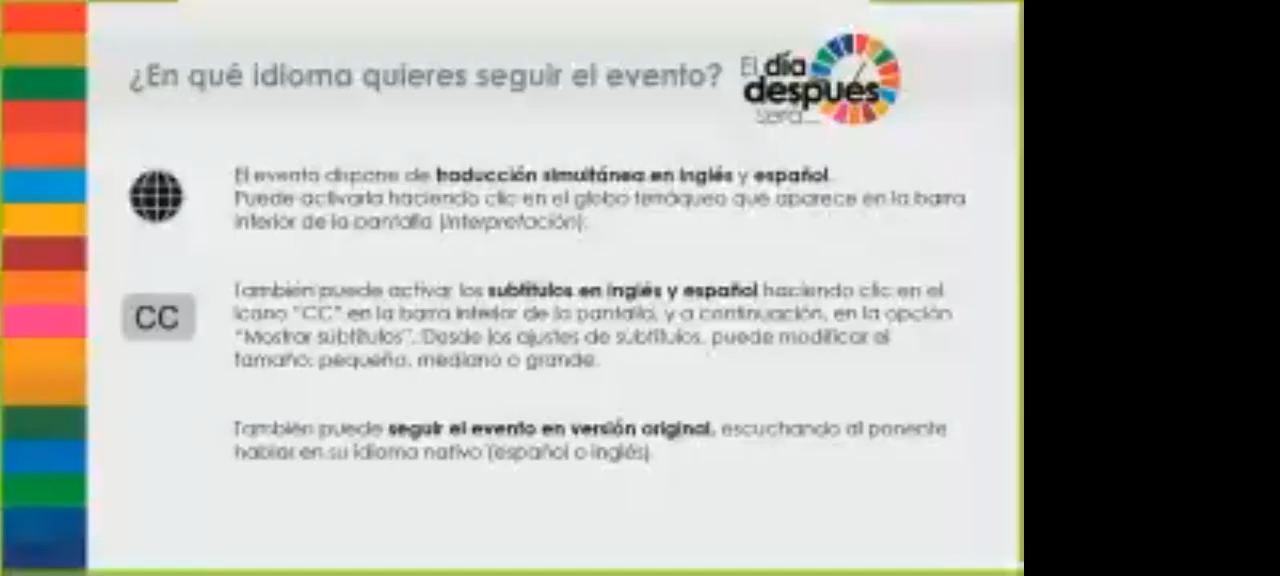 ¿En qué idioma quieres seguir el evento?
El día
después
será...
El evento dispone de traducción simultánea en inglés y español.
Puede activarla haciendo clic en el globo terráqueo que aparece en la barra
inferior de la pantalla (Interpretación).
CC
También puede activar los subtítulos en inglés y español haciendo clic en el
icono "CC" en la barra inferior de la pantalla, y a continuación, en la opción
"Mostrar subtítulos". Desde los ajustes de subtítulos, puede modificar el
tamaño: pequeño, mediano o grande.
También puede seguir el evento en versión original, escuchando al ponente
hablar en su idioma nativo (español o inglés).